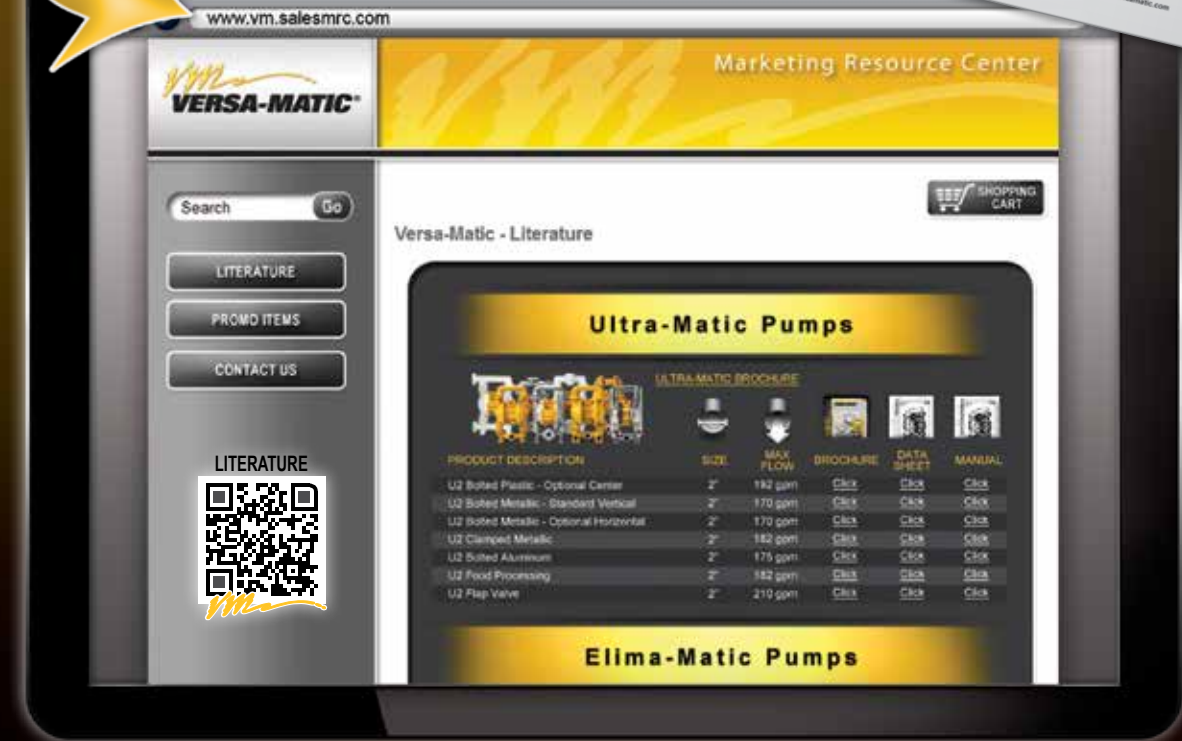 www.vm.salesmrc.com
Marketing Resource Center
vm
VERSA-MATIC®
SHOPPING
CART
Search Go
Versa-Matic - Literature
LITERATURE
PROMO ITEMS
CONTACT US
LITERATURE
vm
Ultra-Matic Pumps
ULTRA-MATIC BROCHURE
PRODUCT DESCRIPTION SIZE MAX FLOW BROCHURE DATA SHEET MANUAL
U2 Bolted Plastic - Optional Center 2" 192 gpm Click Click Click
U2 Bolted Metallic - Standard Vertical 2" 170 gpm Click Click Click
U2 Bolted Metallic - Optional Horizontal 2" 170 gpm Click Click Click
U2 Clamped Metallic 2" 182 gpm Click Click Click
U2 Bolted Aluminum 2" 175 gpm Click Click Click
U2 Food Processing 2" 182 gpm Click Click Click
U2 Flap Valve 2" 210 gpm Click Click Click
Elima-Matic Pumps